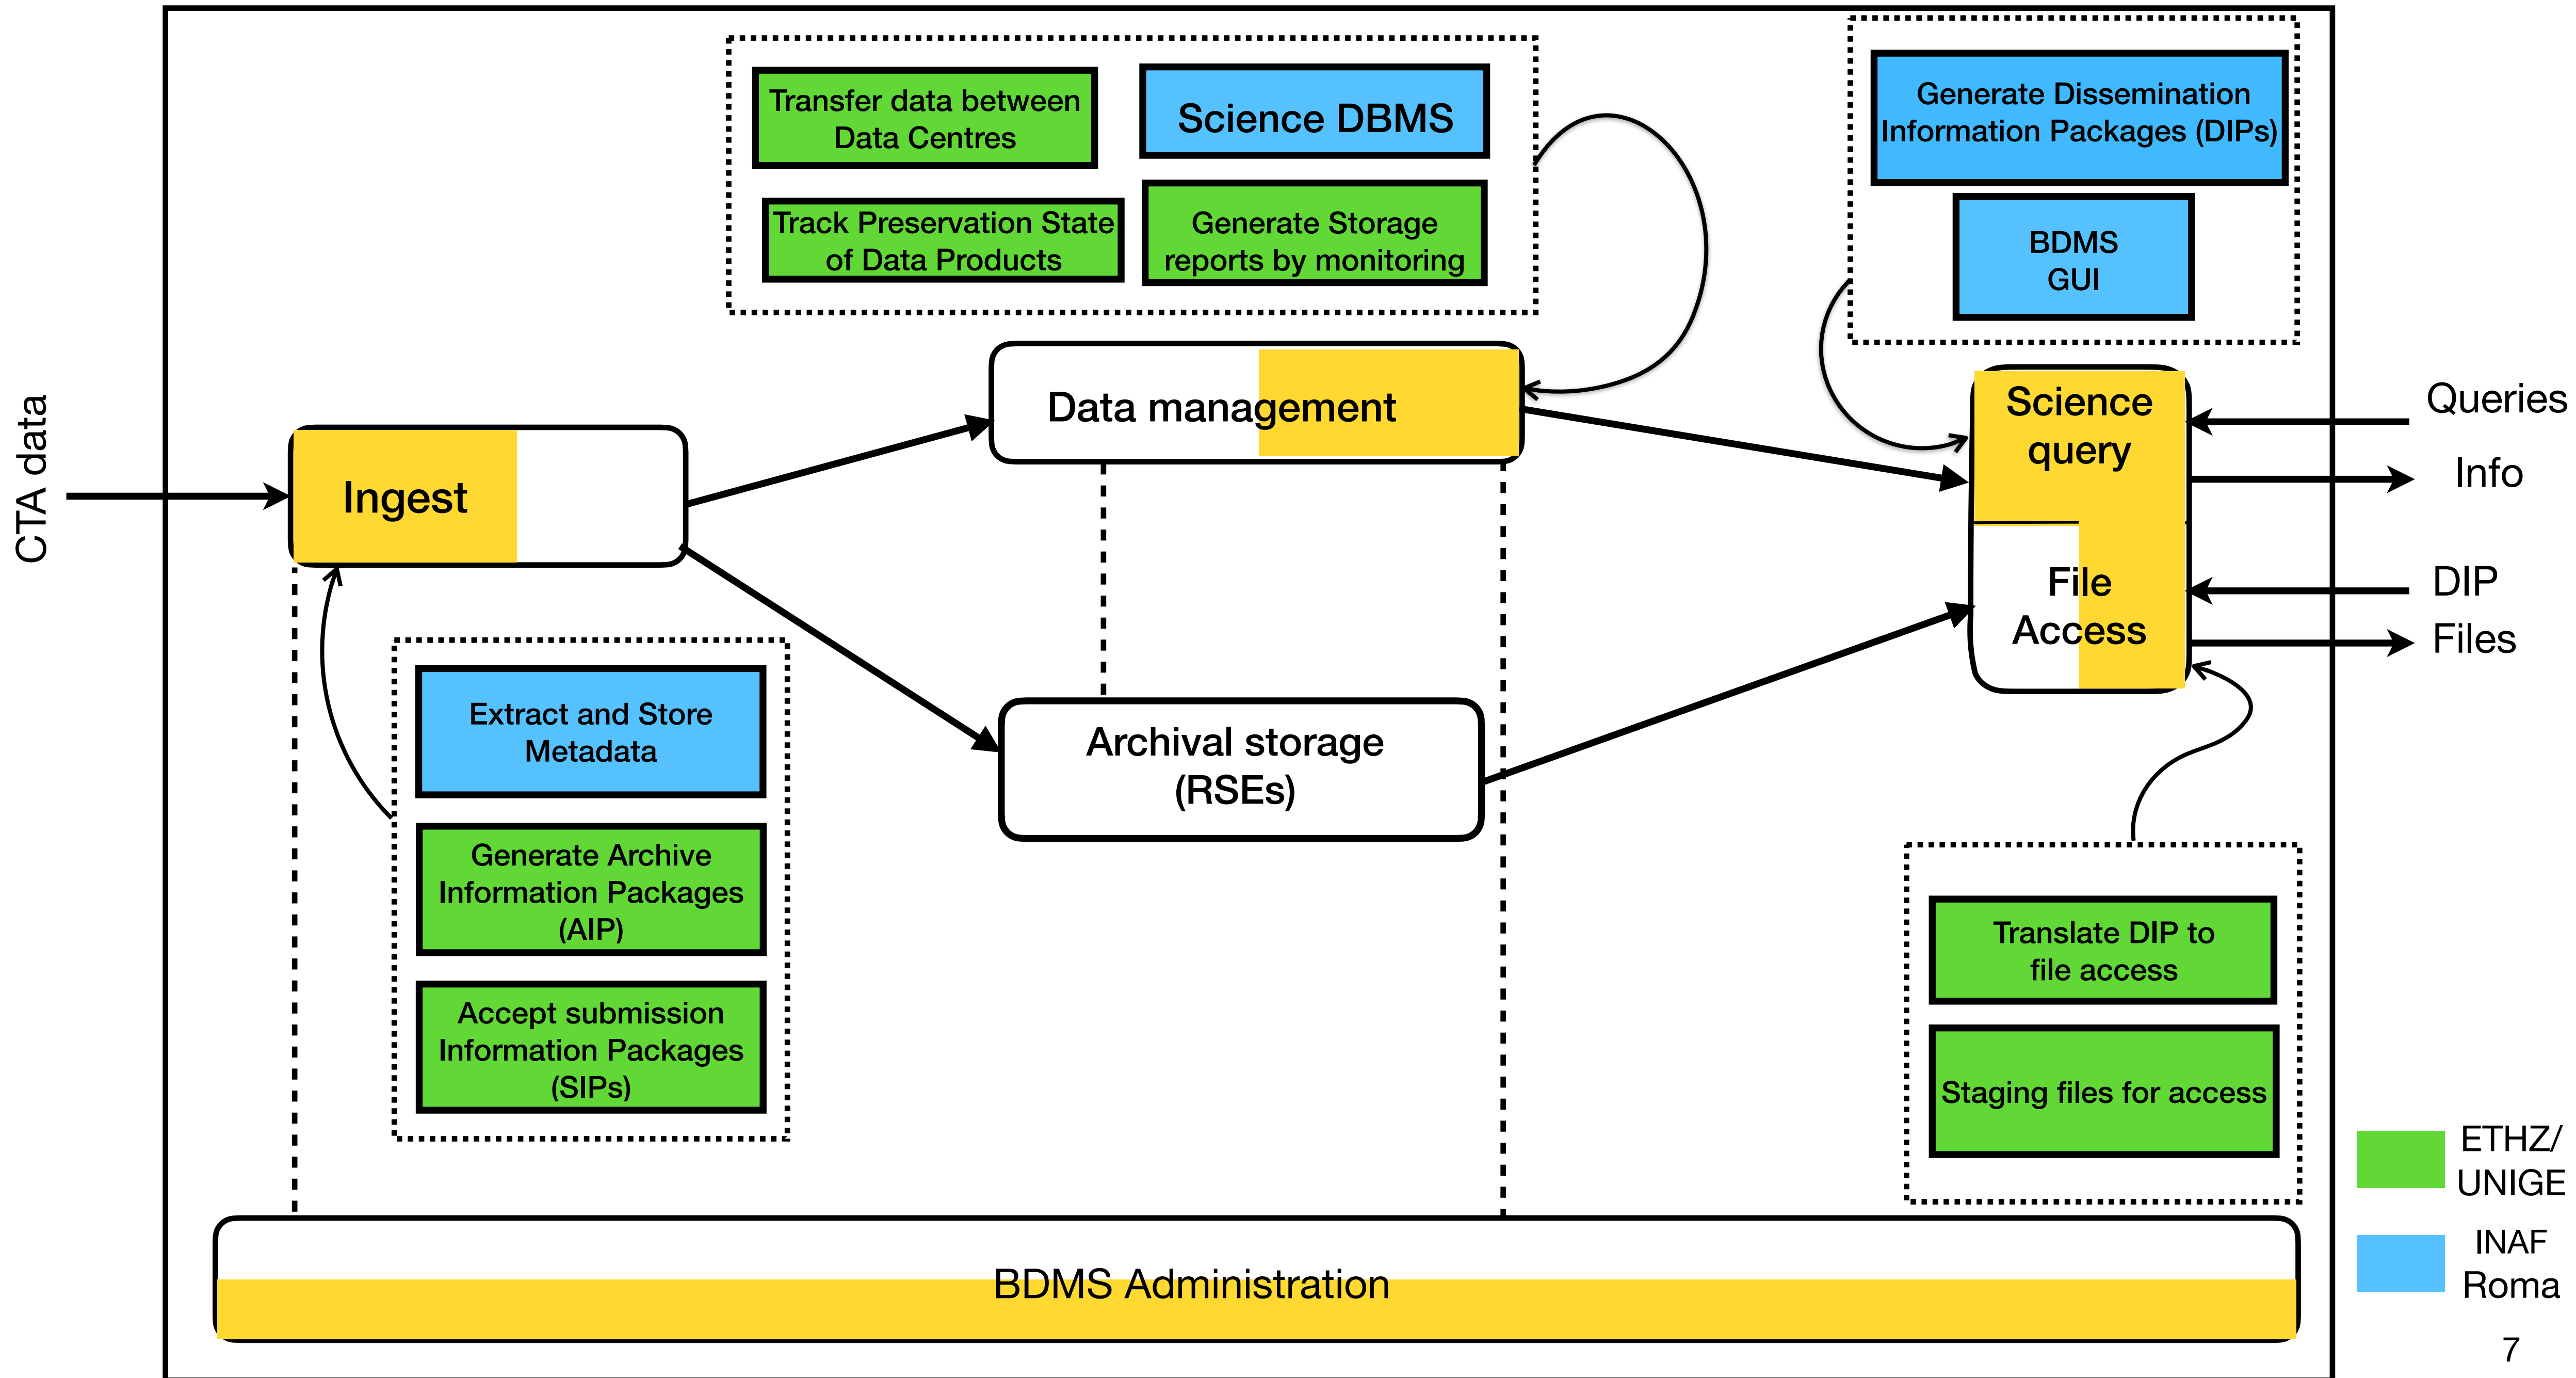 Transfer data between
Data Centres
Science DBMS
Track Preservation State
of Data Products
Generate Storage
reports by monitoring
Generate Dissemination
Information Packages (DIPs)
BDMS
GUI
CTA data
Ingest
Data management
Science
query
File
Access
Queries
Info
DIP
Files
Extract and Store
Metadata
Generate Archive
Information Packages
(AIP)
Accept submission
Information Packages
(SIPs)
Archival storage
(RSEs)
Translate DIP to
file access
Staging files for access
ETHZ/
UNIGE
INAF
Roma
BDMS Administration
7